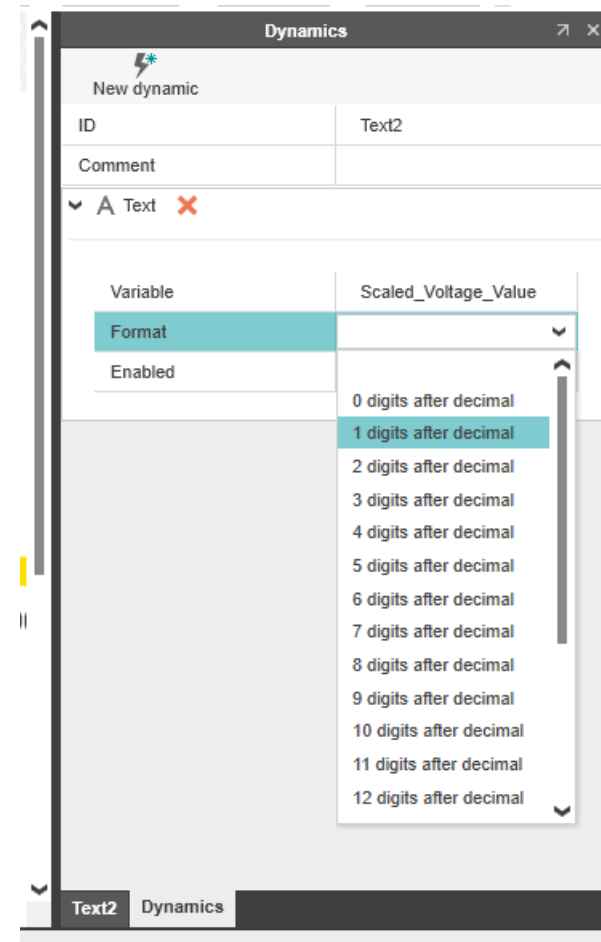 Dynamics
New dynamic
ID Text2
Comment
A Text
Variable Scaled_Voltage_Value
Format
Enabled
0 digits after decimal
1 digits after decimal
2 digits after decimal
3 digits after decimal
4 digits after decimal
5 digits after decimal
6 digits after decimal
7 digits after decimal
8 digits after decimal
9 digits after decimal
10 digits after decimal
11 digits after decimal
12 digits after decimal
Text2 Dynamics